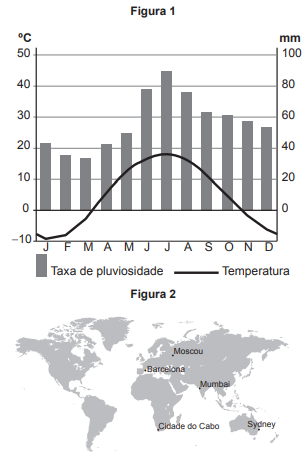 Figura 1
ºC mm
50 100
40 80
30 60
20 40
10 20
0 0
–10
J F M A M J J A S O N D
Taxa de pluviosidade Temperatura
Figura 2
Moscou
Barcelona
Mumbai
Cidade do Cabo
Sydney